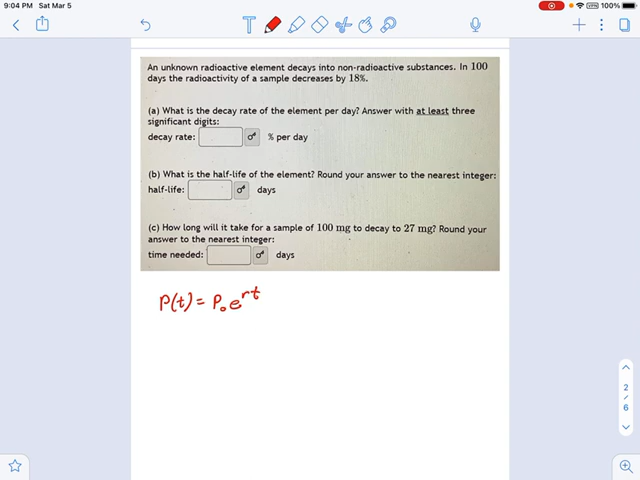 9:04 PM Sat Mar 5
100%
An unknown radioactive element decays into non-radioactive substances. In 100
days the radioactivity of a sample decreases by 18%.
(a) What is the decay rate of the element per day? Answer with at least three
significant digits:
decay rate: % per day
(b) What is the half-life of the element? Round your answer to the nearest integer:
half-life: days
(c) How long will it take for a sample of 100 mg to decay to 27 mg? Round your
answer to the nearest integer:
time needed: days
P(t) = P₀ e^{rt}
2
/
6